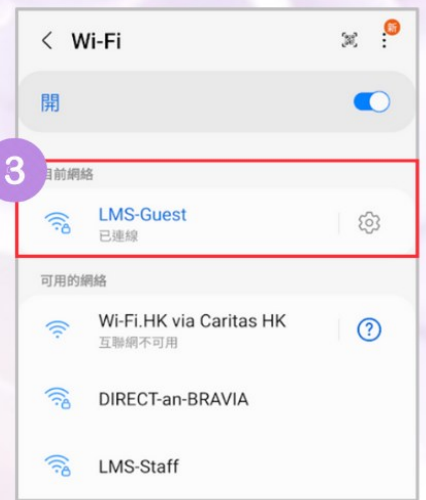 Wi-Fi
新
開
3
目前網絡
LMS-Guest
已連線
可用的網絡
Wi-Fi.HK via Caritas HK
互聯網不可用
?
DIRECT-an-BRAVIA
LMS-Staff